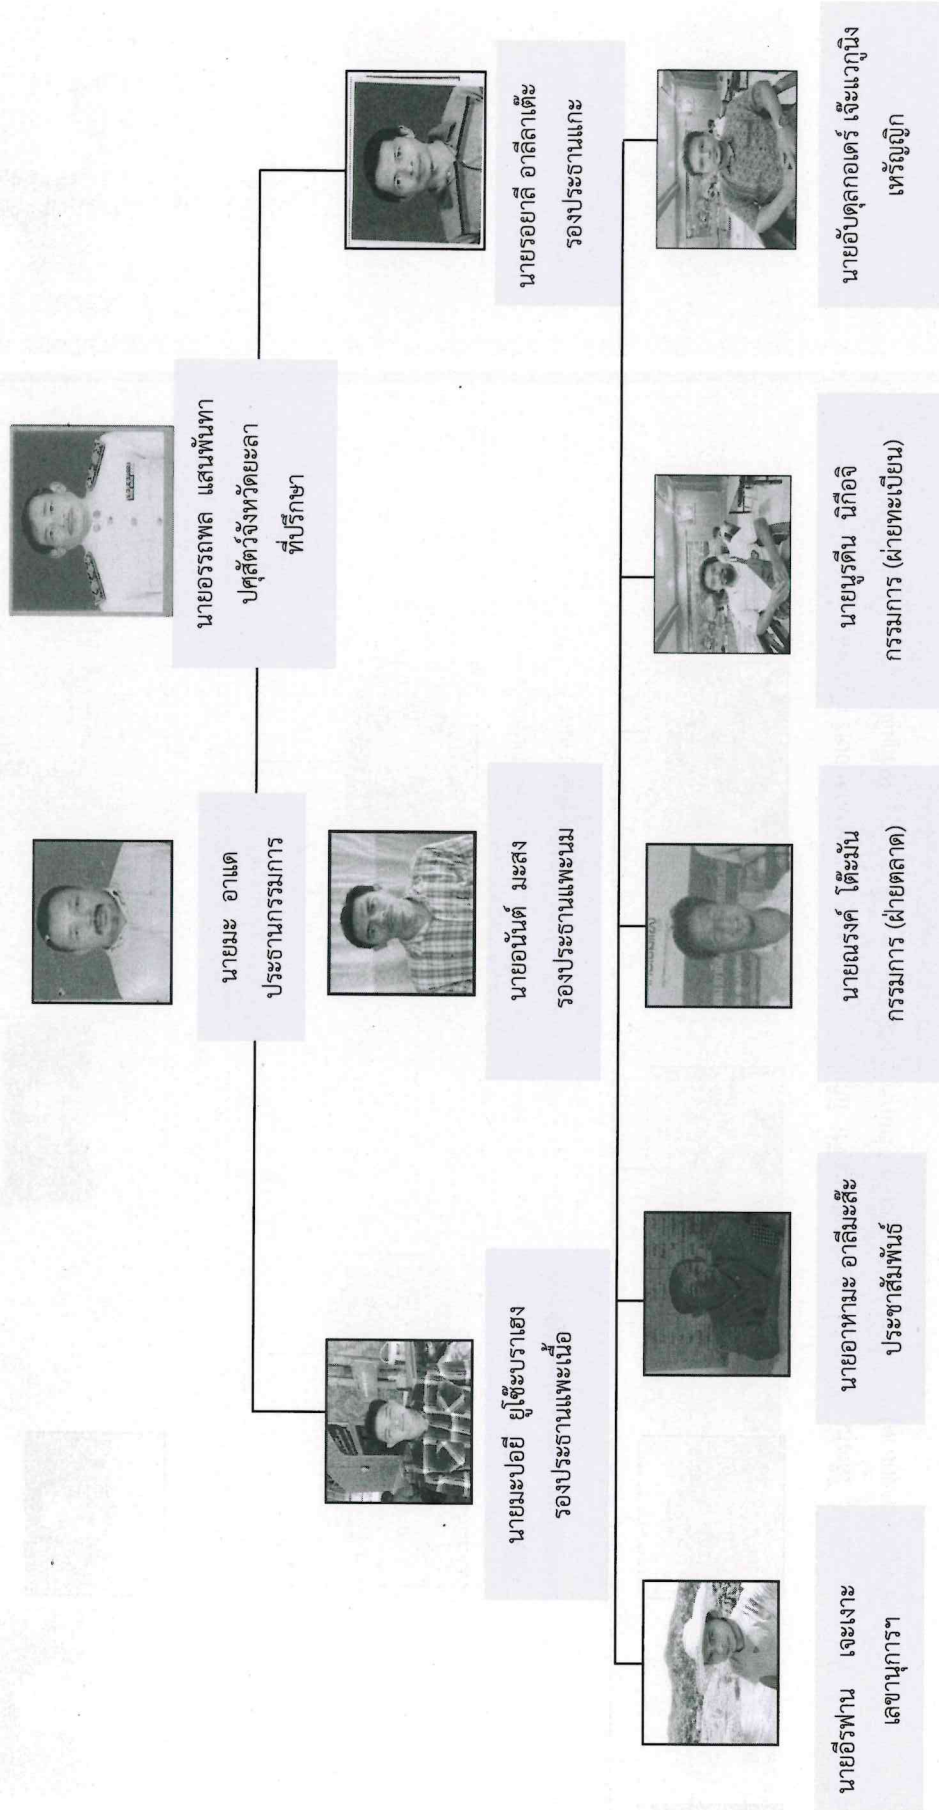 นายมะ อาแด
ประธานกรรมการ
นายอรรถพล แสนพันทา
ปศุสัตว์จังหวัดยะลา
ที่ปรึกษา
นายมะปอยี ยูโซ๊ะบราเฮง
รองประธานแพะเนื้อ
นายอนันต์ มะสง
รองประธานแพะนม
นายรอยาลี อาลีลาเต๊ะ
รองประธานแกะ
นายอีรฟาน เจะเงาะ
เลขานุการฯ
นายอาหามะ อาลีมะส๊ะ
ประชาสัมพันธ์
นายณรงค์ โต๊ะมัน
กรรมการ (ฝ่ายตลาด)
นายนูรดีน นิกือจิ
กรรมการ (ฝ่ายทะเบียน)
นายอับดุลกอเดร์ เจ๊ะแวกูนิง
เหรัญญิก